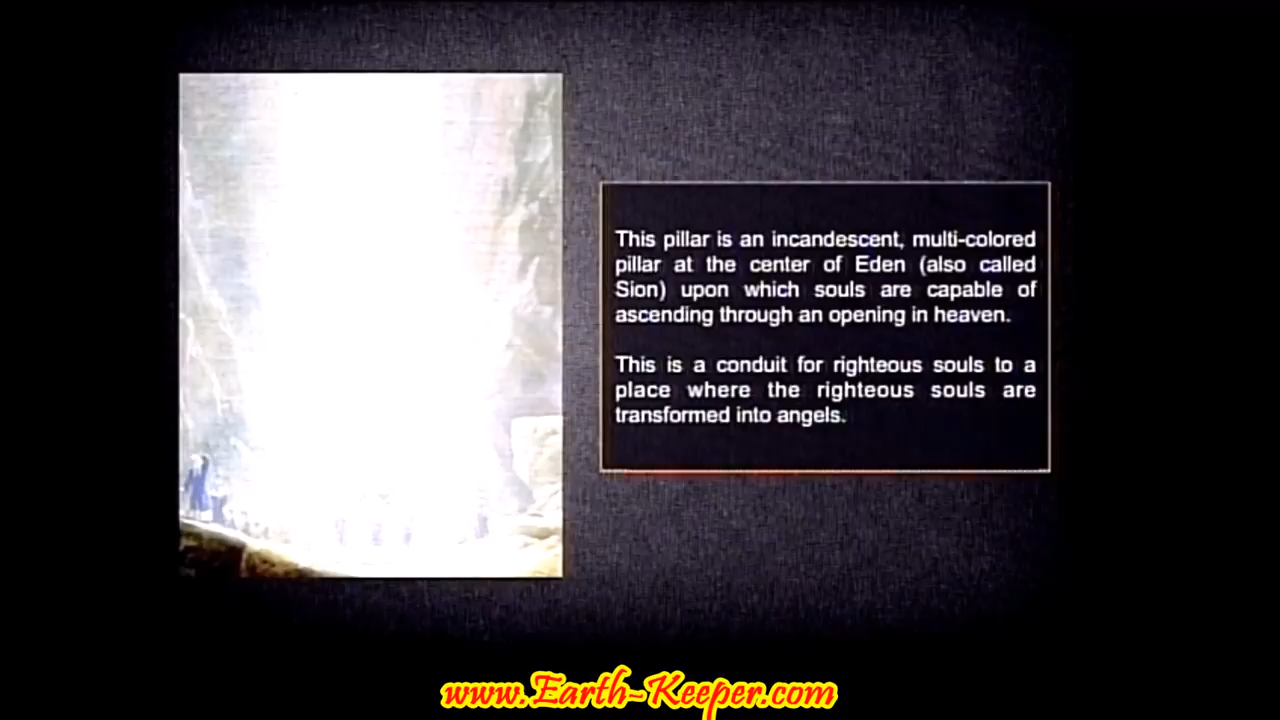 This pillar is an incandescent, multi-colored
pillar at the center of Eden (also called
Sion) upon which souls are capable of
ascending through an opening in heaven.
This is a conduit for righteous souls to a
place where the righteous souls are
transformed into angels.
www.Earth-Keeper.com